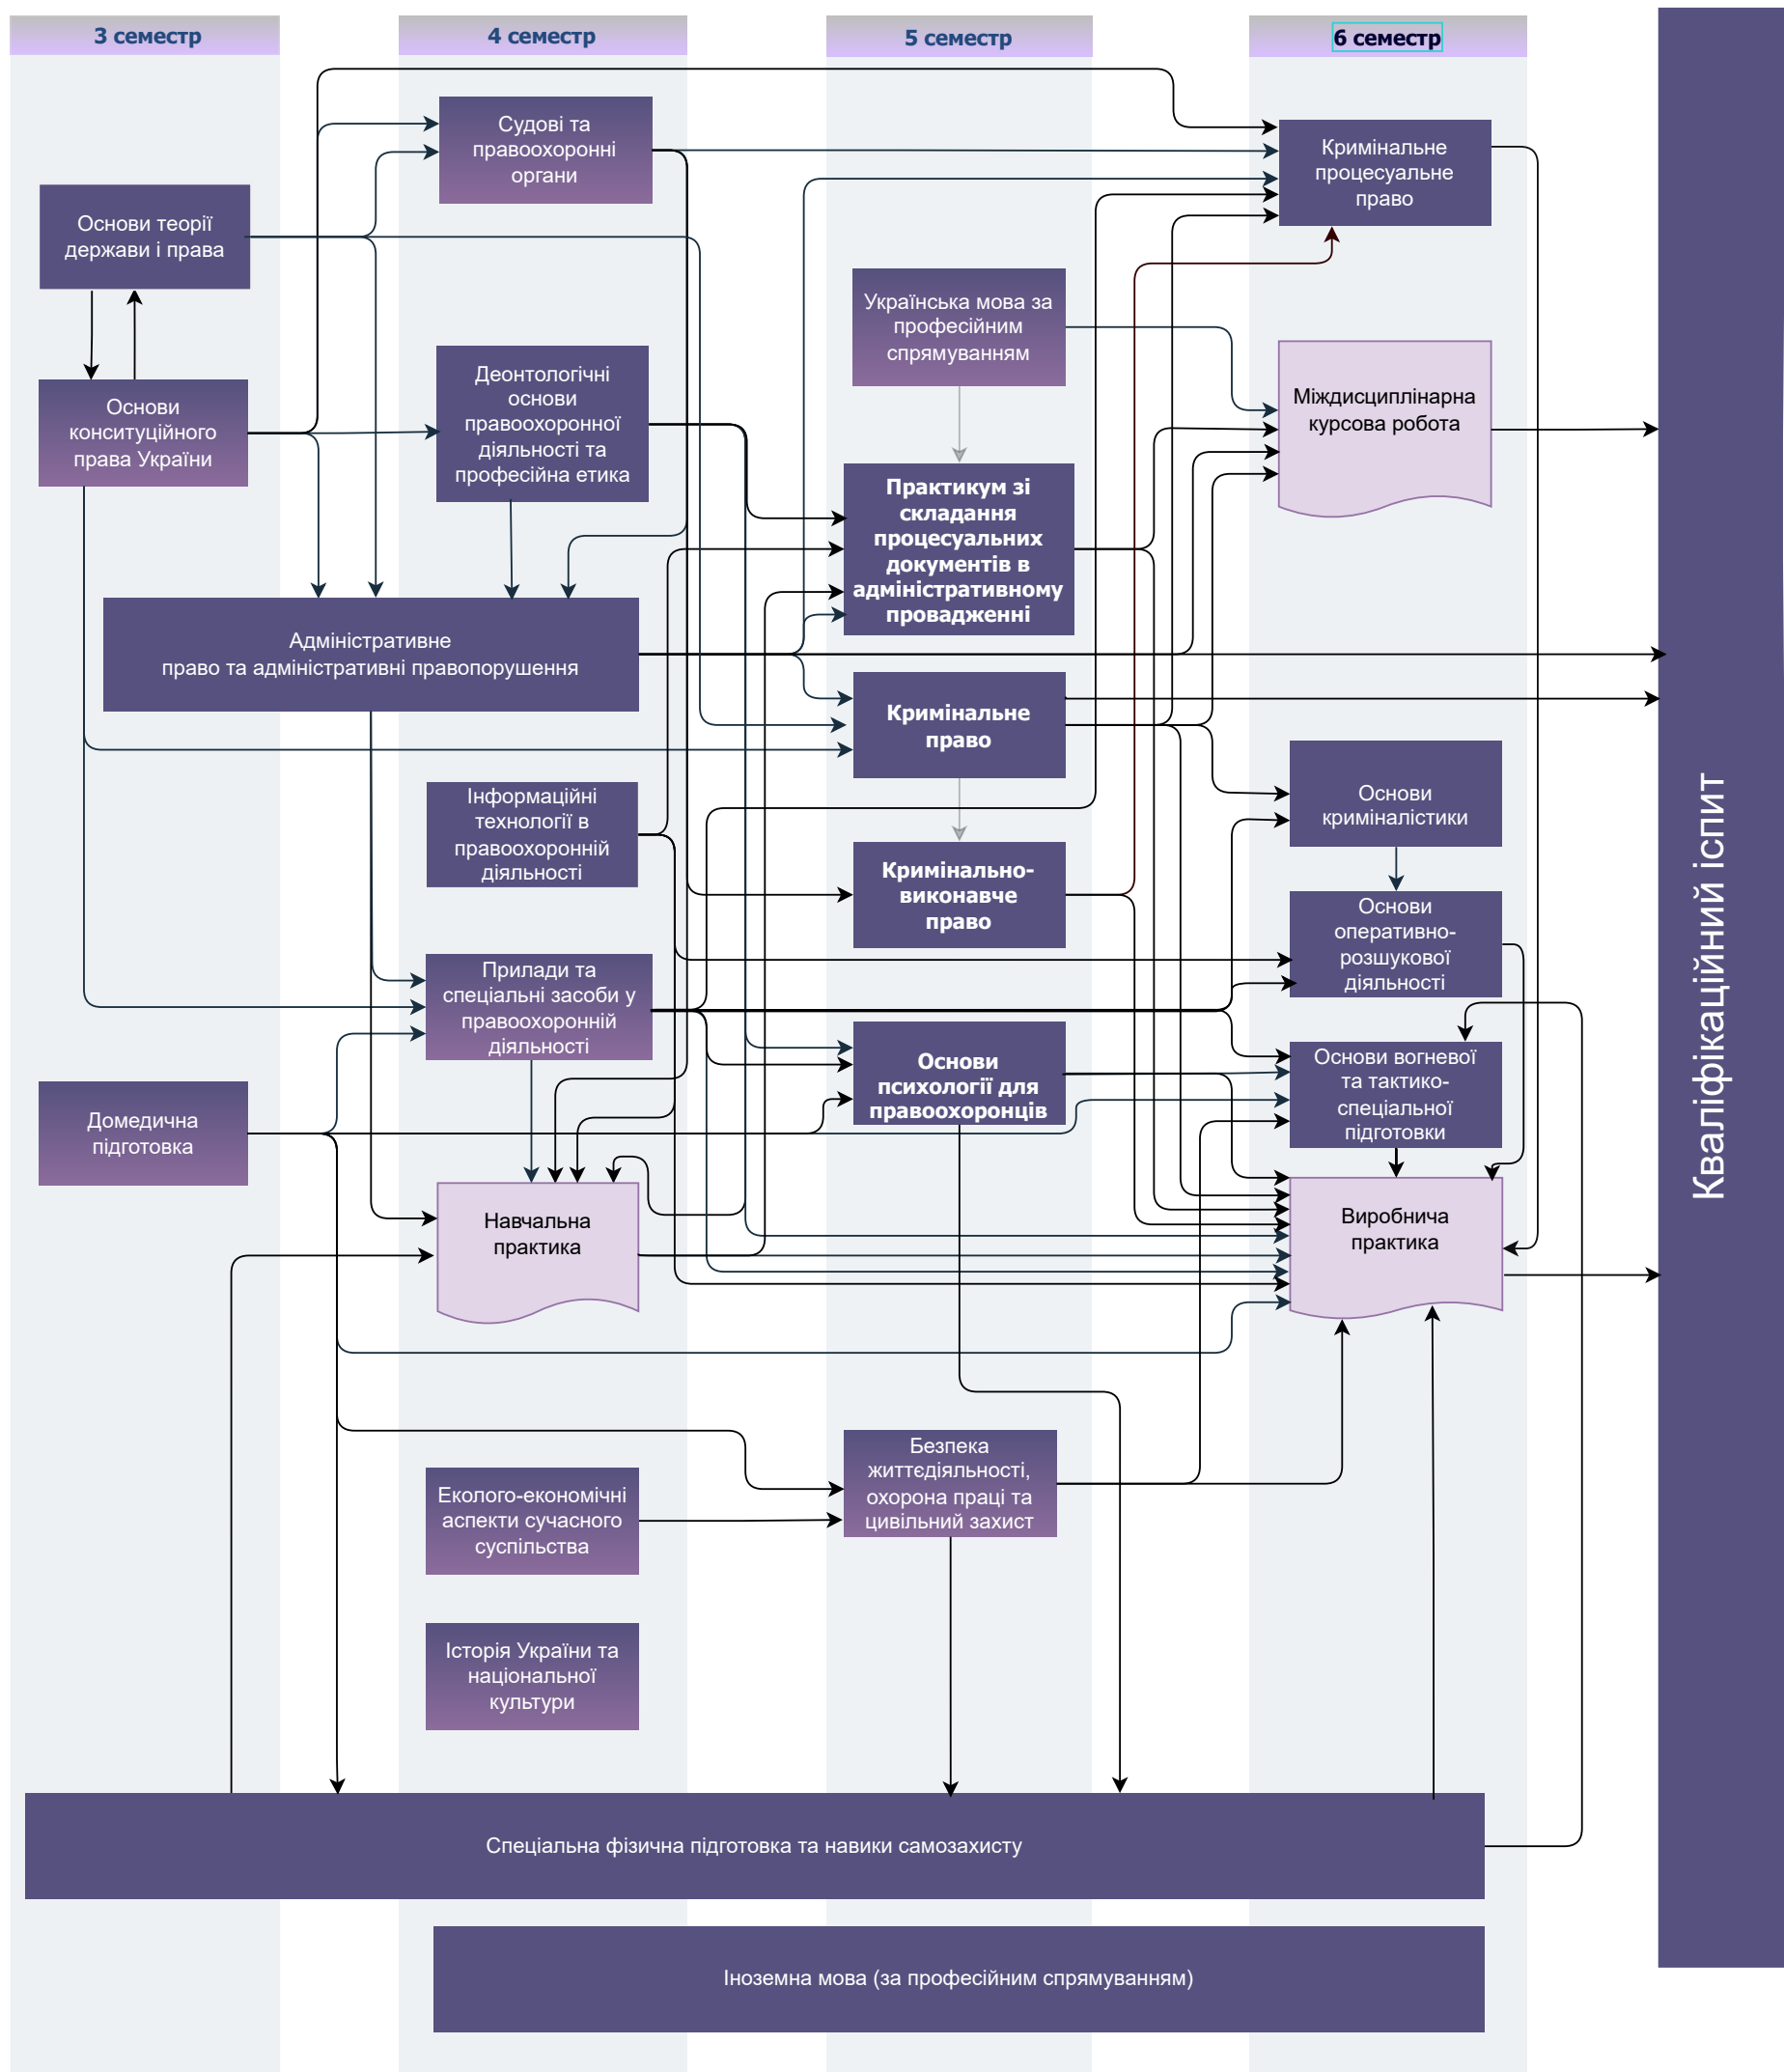 3 семестр
4 семестр
5 семестр
6 семестр
Основи теорії
держави і права
Основи
конситуційного
права України
Домедична
підготовка
Судові та
правоохоронні
органи
Деонтологічні
основи
правоохоронної
діяльності та
професійна етика
Адміністративне
право та адміністративні правопорушення
Інформаційні
технології в
правоохоронній
діяльності
Прилади та
спеціальні засоби у
правоохоронній
діяльності
Навчальна
практика
Еколого-економічні
аспекти сучасного
суспільства
Історія України та
національної
культури
Українська мова за
професійним
спрямуванням
Практикум зі
складання
процесуальних
документів в
адміністративному
провадженні
Кримінальне
право
Кримінально-
виконавче
право
Основи
психології для
правоохоронців
Безпека
життєдіяльності,
охорона праці та
цивільний захист
Кримінальне
процесуальне
право
Міждисциплінарна
курсова робота
Основи
криміналістики
Основи
оперативно-
розшукової
діяльності
Основи вогневої
та тактико-
спеціальної
підготовки
Виробнича
практика
Спеціальна фізична підготовка та навики самозахисту
Іноземна мова (за професійним спрямуванням)
Кваліфікаційний іспит